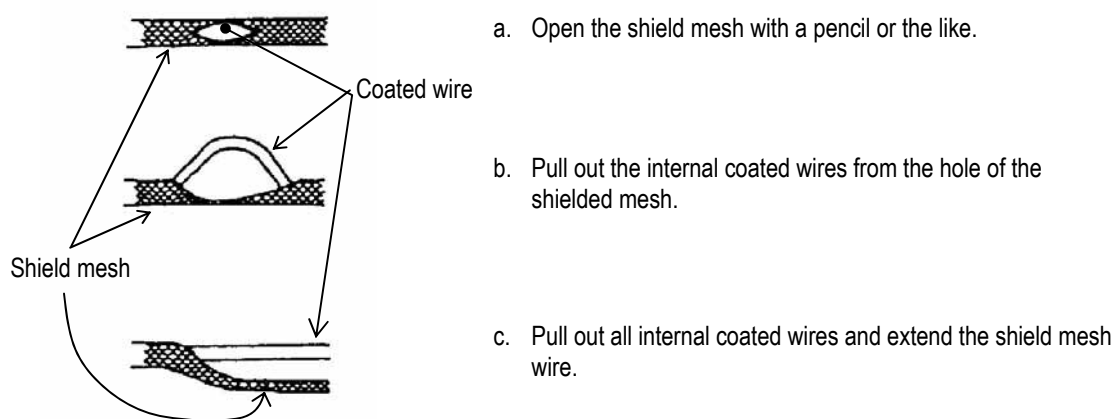 a. Open the shield mesh with a pencil or the like.
Coated wire
b. Pull out the internal coated wires from the hole of the
shielded mesh.
Shield mesh
c. Pull out all internal coated wires and extend the shield mesh
wire.